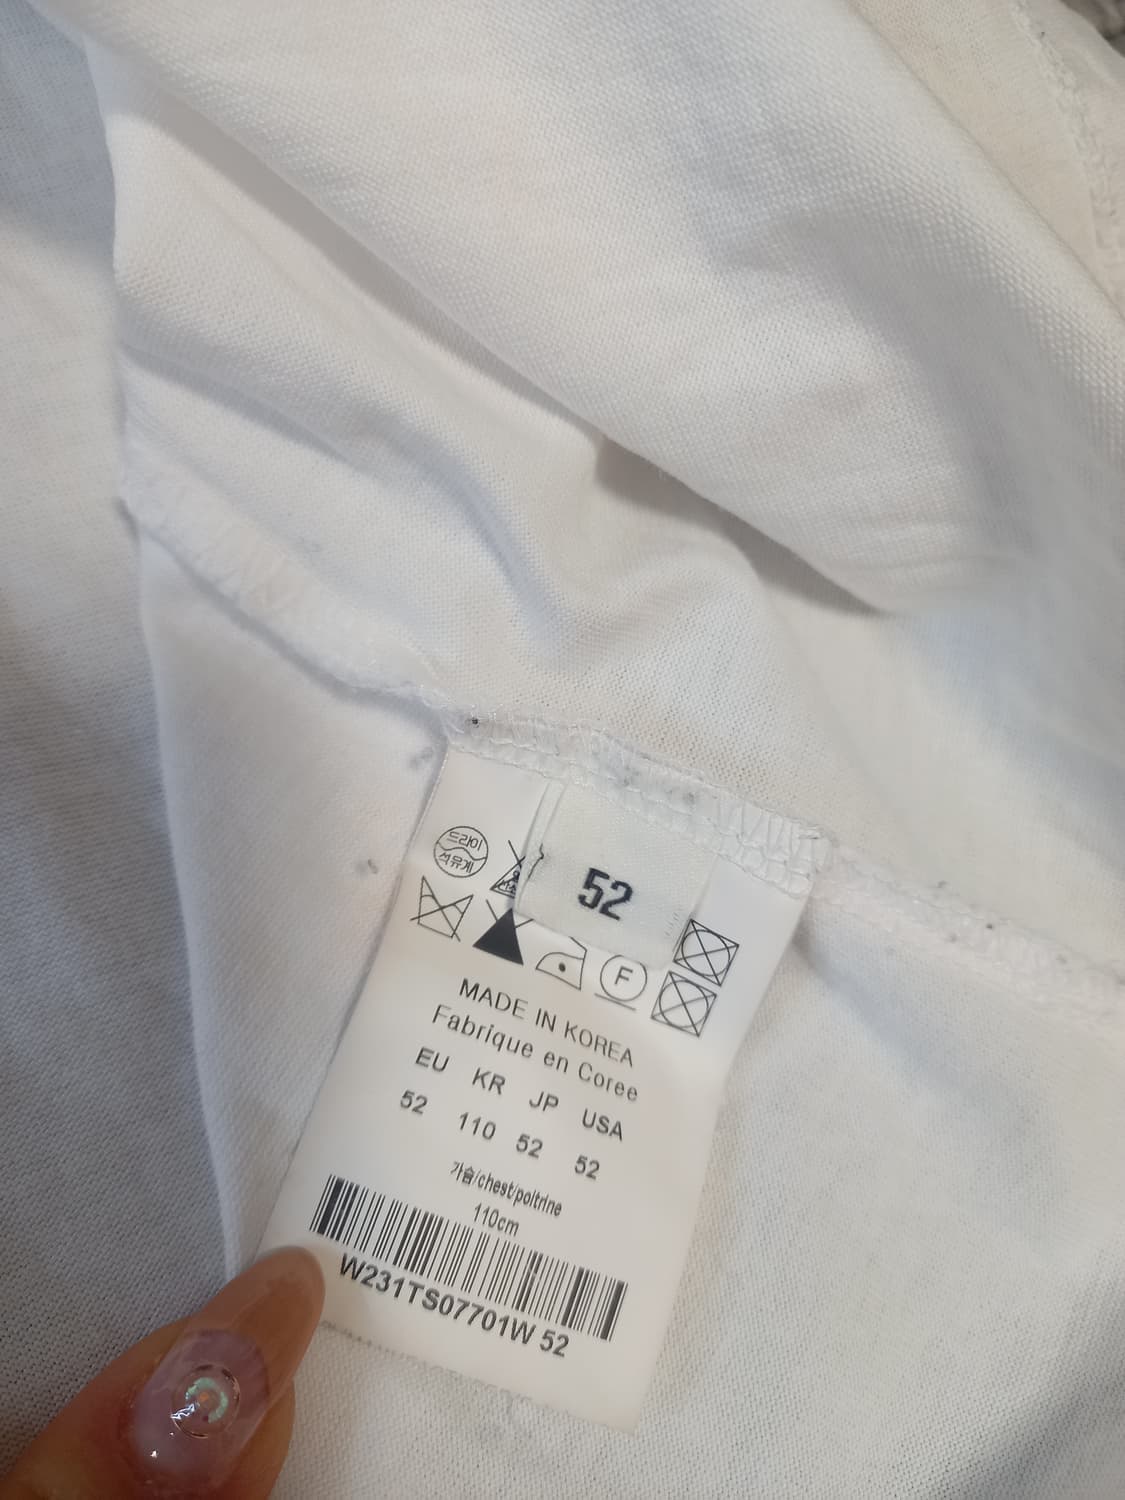 드라이
석유계
52
F
MADE IN KOREA
Fabrique en Coree
EU KR JP USA
52 110 52 52
가슴/chest/poitrine
110cm
W231TS07701W 52